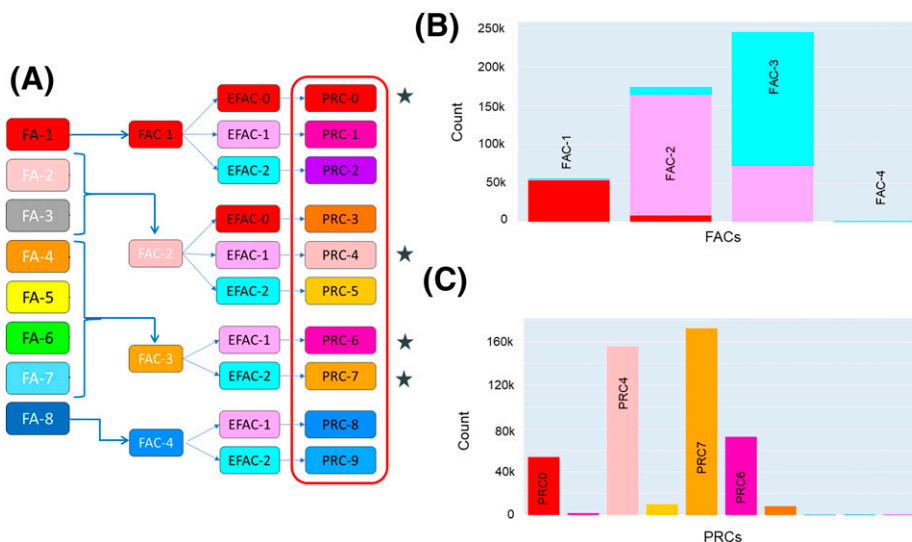 (A)
FA-1
FA-2
FA-3
FA-4
FA-5
FA-6
FA-7
FA-8
FAC-1
FAC-2
FAC-3
FAC-4
EFAC-0 PRC-0
EFAC-1 PRC-1
EFAC-2 PRC-2
EFAC-0 PRC-3
EFAC-1 PRC-4
EFAC-2 PRC-5
EFAC-1 PRC-6
EFAC-2 PRC-7
EFAC-1 PRC-8
EFAC-2 PRC-9
(B)
250k
200k
150k
100k
50k
0
Count
FAC-1
FAC-2
FAC-3
FAC-4
FACs
(C)
160k
120k
80k
40k
0
Count
PRC0
PRC4
PRC7
PRC6
PRCs